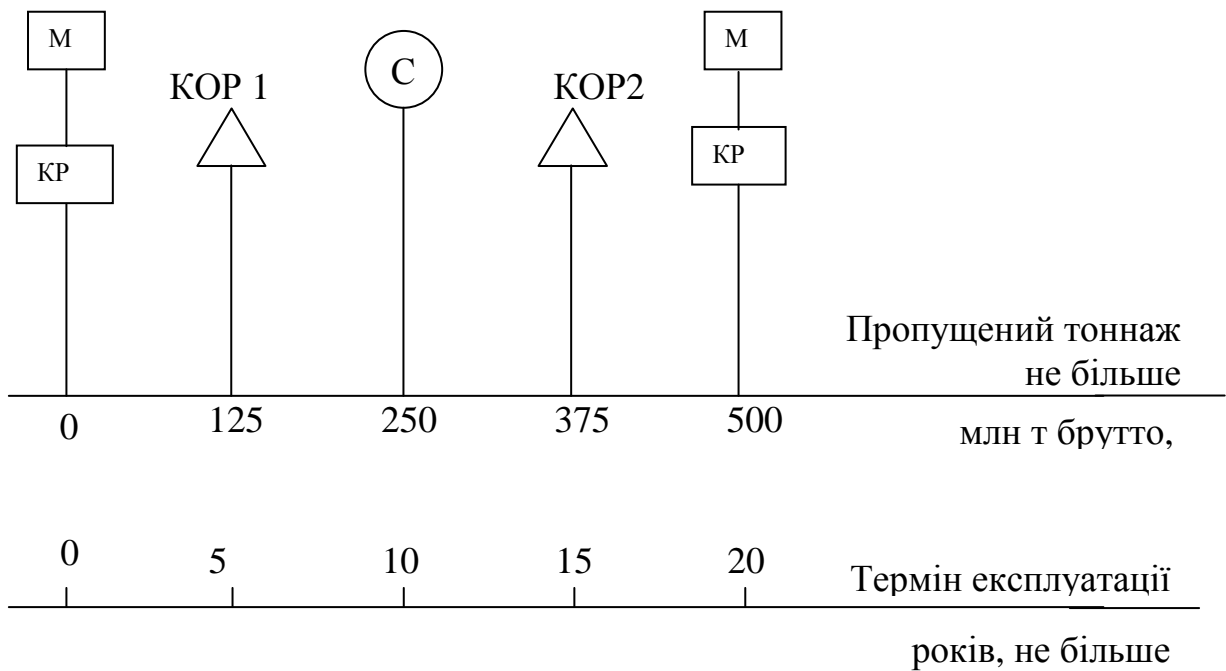 М
М
С
КОР 1
КОР2
КР
КР
Пропущений тоннаж
не більше
0
125
250
375
500
млн т брутто,
0
5
10
15
20
Термін експлуатації
років, не більше